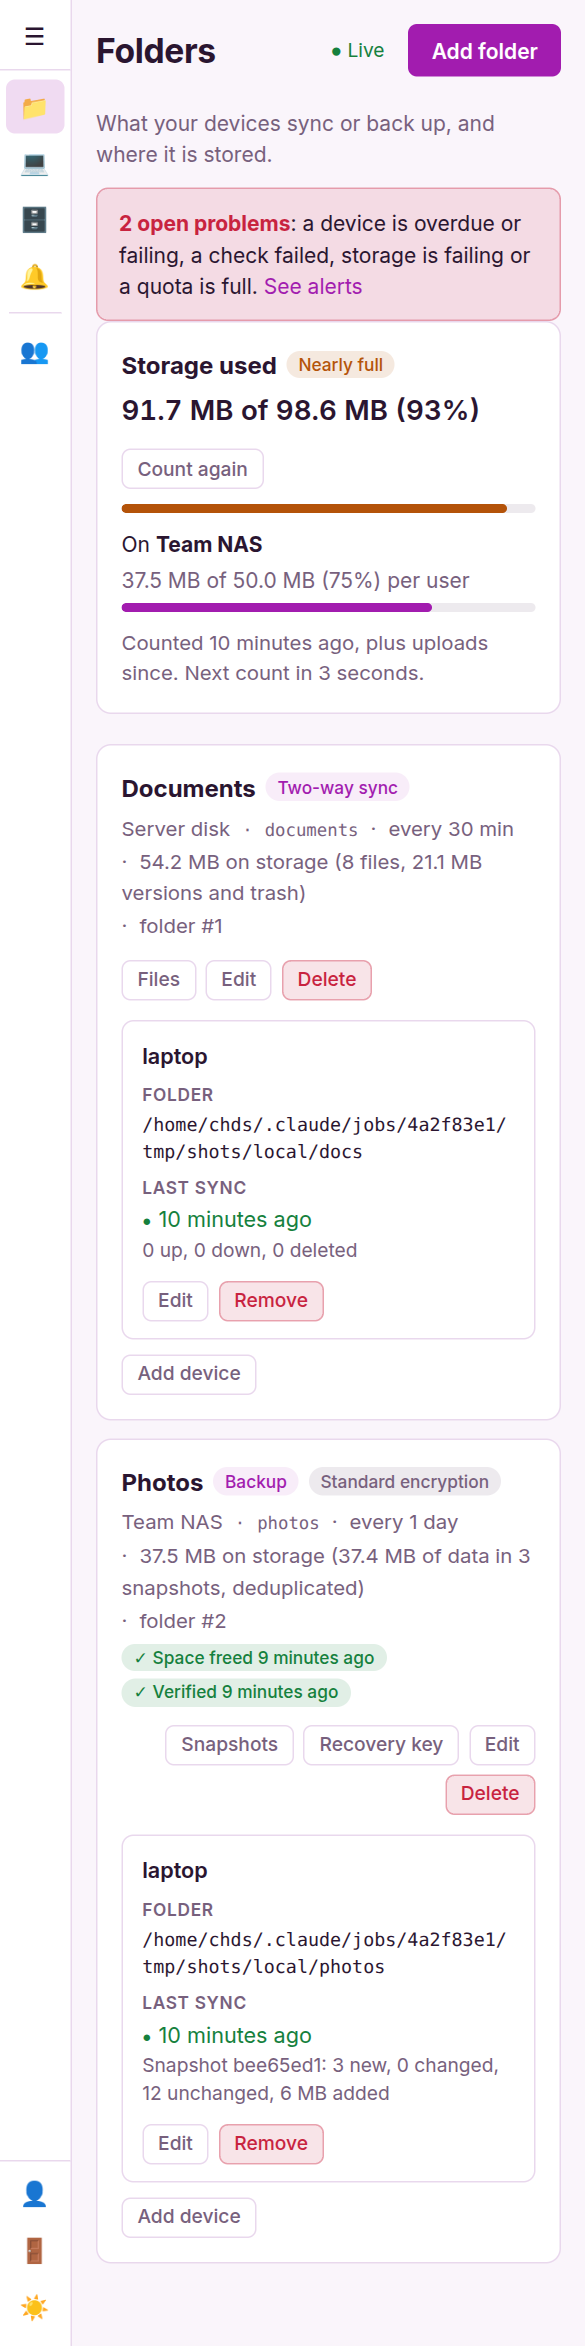 Folders
● Live
Add folder
What your devices sync or back up, and
where it is stored.
2 open problems: a device is overdue or
failing, a check failed, storage is failing or
a quota is full. See alerts
Storage used
Nearly full
91.7 MB of 98.6 MB (93%)
Count again
On Team NAS
37.5 MB of 50.0 MB (75%) per user
Counted 10 minutes ago, plus uploads
since. Next count in 3 seconds.
Documents
Two-way sync
Server disk · documents · every 30 min
· 54.2 MB on storage (8 files, 21.1 MB
versions and trash)
· folder #1
Files
Edit
Delete
laptop
FOLDER
/home/chds/.claude/jobs/4a2f83e1/
tmp/shots/local/docs
LAST SYNC
● 10 minutes ago
0 up, 0 down, 0 deleted
Edit
Remove
Add device
Photos
Backup
Standard encryption
Team NAS · photos · every 1 day
· 37.5 MB on storage (37.4 MB of data in 3
snapshots, deduplicated)
· folder #2
✓ Space freed 9 minutes ago
✓ Verified 9 minutes ago
Snapshots
Recovery key
Edit
Delete
laptop
FOLDER
/home/chds/.claude/jobs/4a2f83e1/
tmp/shots/local/photos
LAST SYNC
● 10 minutes ago
Snapshot bee65ed1: 3 new, 0 changed,
12 unchanged, 6 MB added
Edit
Remove
Add device